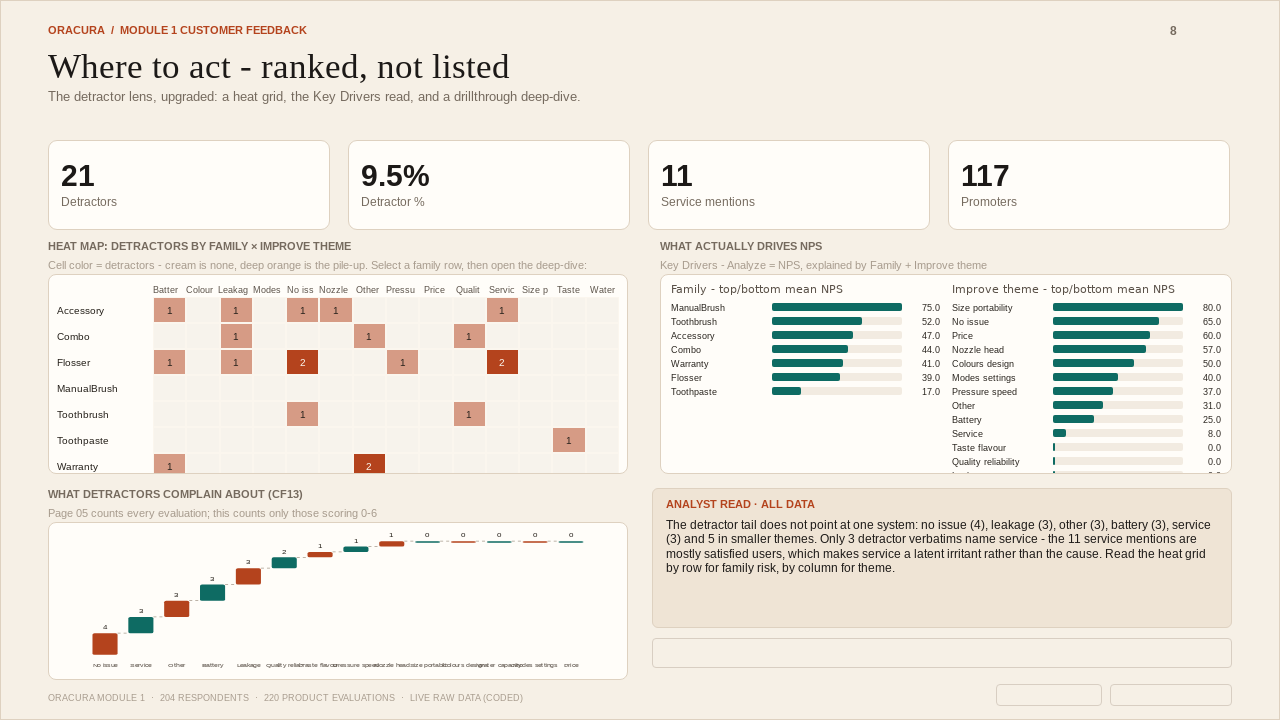 ORACURA / MODULE 1 CUSTOMER FEEDBACK
8
Where to act - ranked, not listed
The detractor lens, upgraded: a heat grid, the Key Drivers read, and a drillthrough deep-dive.
21
Detractors
9.5%
Detractor %
11
Service mentions
117
Promoters
HEAT MAP: DETRACTORS BY FAMILY × IMPROVE THEME
Cell color = detractors - cream is none, deep orange is the pile-up. Select a family row, then open the deep-dive:
Batter Colour Leakag Modes No iss Nozzle Other Pressu Price Qualit Servic Size p Taste Water
Accessory 1 1 1 1 1
Combo 1 1 1
Flosser 1 1 2 1 2
ManualBrush
Toothbrush 1 1
Toothpaste 1
Warranty 1 2
WHAT ACTUALLY DRIVES NPS
Key Drivers - Analyze = NPS, explained by Family + Improve theme
Family - top/bottom mean NPS
ManualBrush 75.0
Toothbrush 52.0
Accessory 47.0
Combo 44.0
Warranty 41.0
Flosser 39.0
Toothpaste 17.0
Improve theme - top/bottom mean NPS
Size portability 80.0
No issue 65.0
Price 60.0
Nozzle head 57.0
Colours design 50.0
Modes settings 40.0
Pressure speed 37.0
Other 31.0
Battery 25.0
Service 8.0
Taste flavour 0.0
Quality reliability 0.0
WHAT DETRACTORS COMPLAIN ABOUT (CF13)
Page 05 counts every evaluation; this counts only those scoring 0-6
4 3 3 3 3 2 1 1 1 0 0 0 0 0
No issue Service Other Battery Leakage Price
ANALYST READ · ALL DATA
The detractor tail does not point at one system: no issue (4), leakage (3), other (3), battery (3), service
(3) and 5 in smaller themes. Only 3 detractor verbatims name service - the 11 service mentions are
mostly satisfied users, which makes service a latent irritant rather than the cause. Read the heat grid
by row for family risk, by column for theme.
ORACURA MODULE 1 · 204 RESPONDENTS · 220 PRODUCT EVALUATIONS · LIVE RAW DATA (CODED)